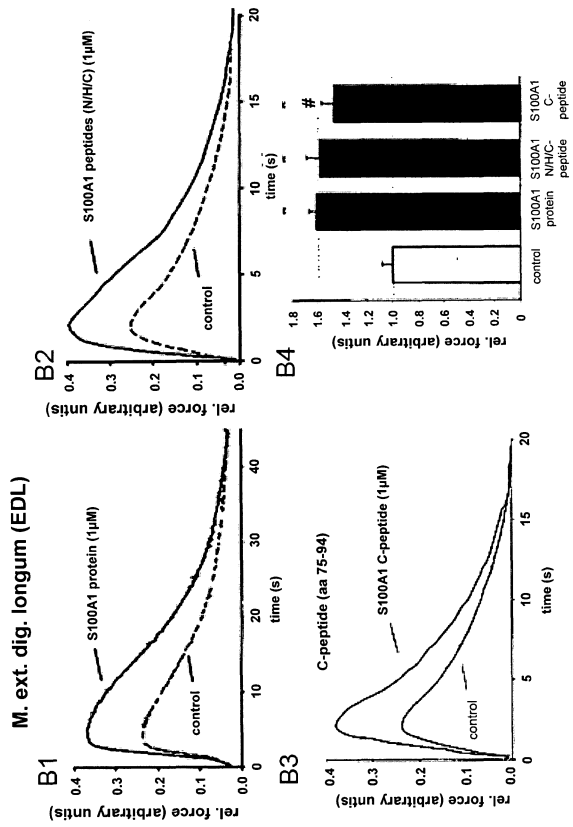 M. ext. dig. longum (EDL)
B1
rel. force (arbitrary untis)
0.4
0.3
0.2
0.1
0.0
S100A1 protein (1µM)
control
0
10
20
30
40
time (s)
B2
rel. force (arbitrary untis)
0.4
0.3
0.2
0.1
0.0
S100A1 peptides (N/H/C) (1µM)
control
0
5
10
15
20
time (s)
B3
C-peptide (aa 75-94)
rel. force (arbitrary untis)
0.4
0.3
0.2
0.1
0.0
S100A1 C-peptide (1µM)
control
0
5
10
15
20
time (s)
B4
rel. force (arbitrary untis)
1.8
1.6
1.4
1.2
1.0
0.8
0.6
0.4
0.2
0
#
control
S100A1
protein
S100A1
N/H/C-
peptide
S100A1
C-
peptide